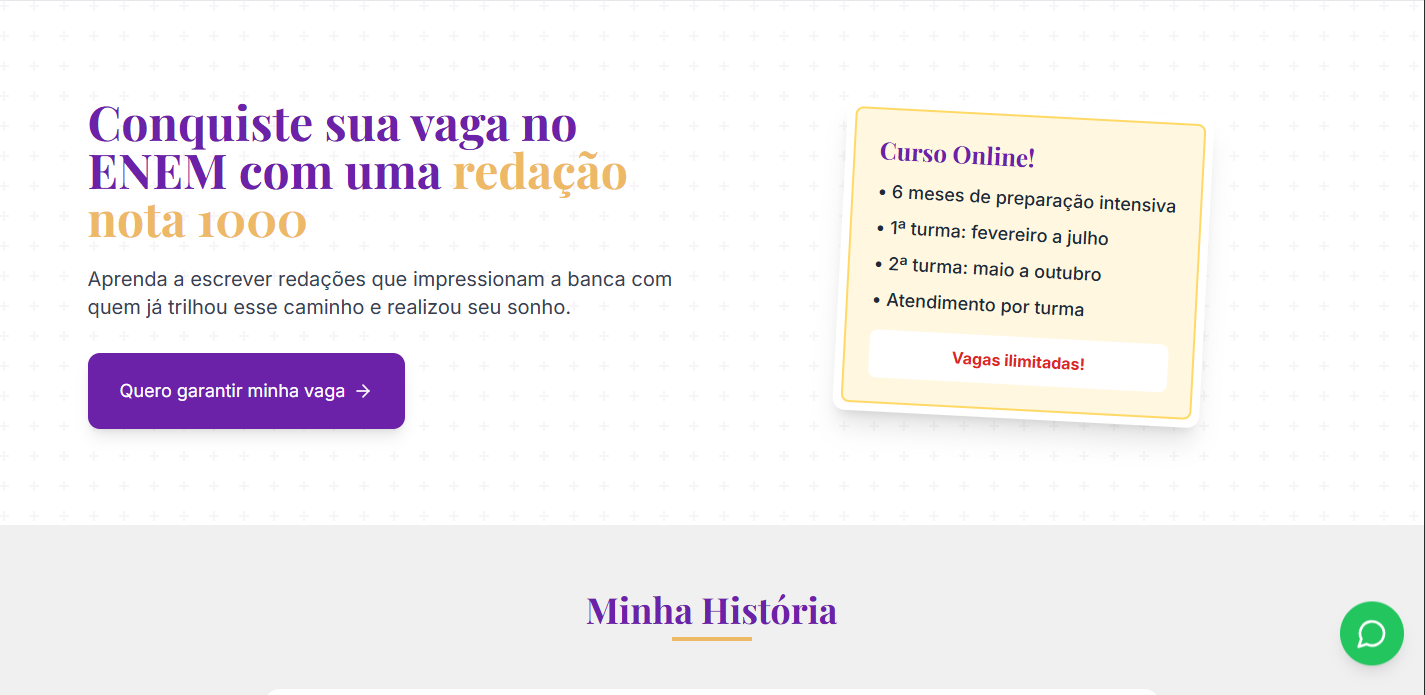 Conquiste sua vaga no
ENEM com uma redação
nota 1000
Aprenda a escrever redações que impressionam a banca com
quem já trilhou esse caminho e realizou seu sonho.
Quero garantir minha vaga →
Curso Online!
• 6 meses de preparação intensiva
• 1ª turma: fevereiro a julho
• 2ª turma: maio a outubro
• Atendimento por turma
Vagas ilimitadas!
Minha História